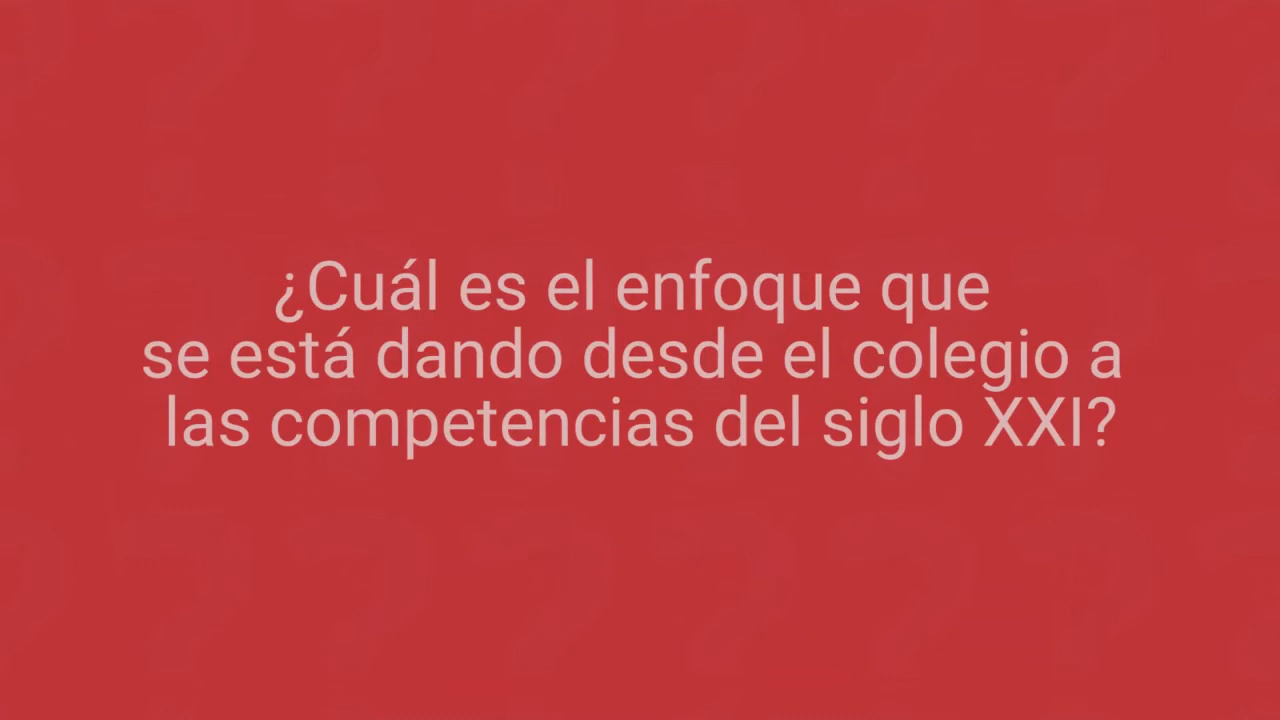 ¿Cuál es el enfoque que
se está dando desde el colegio a
las competencias del siglo XXI?